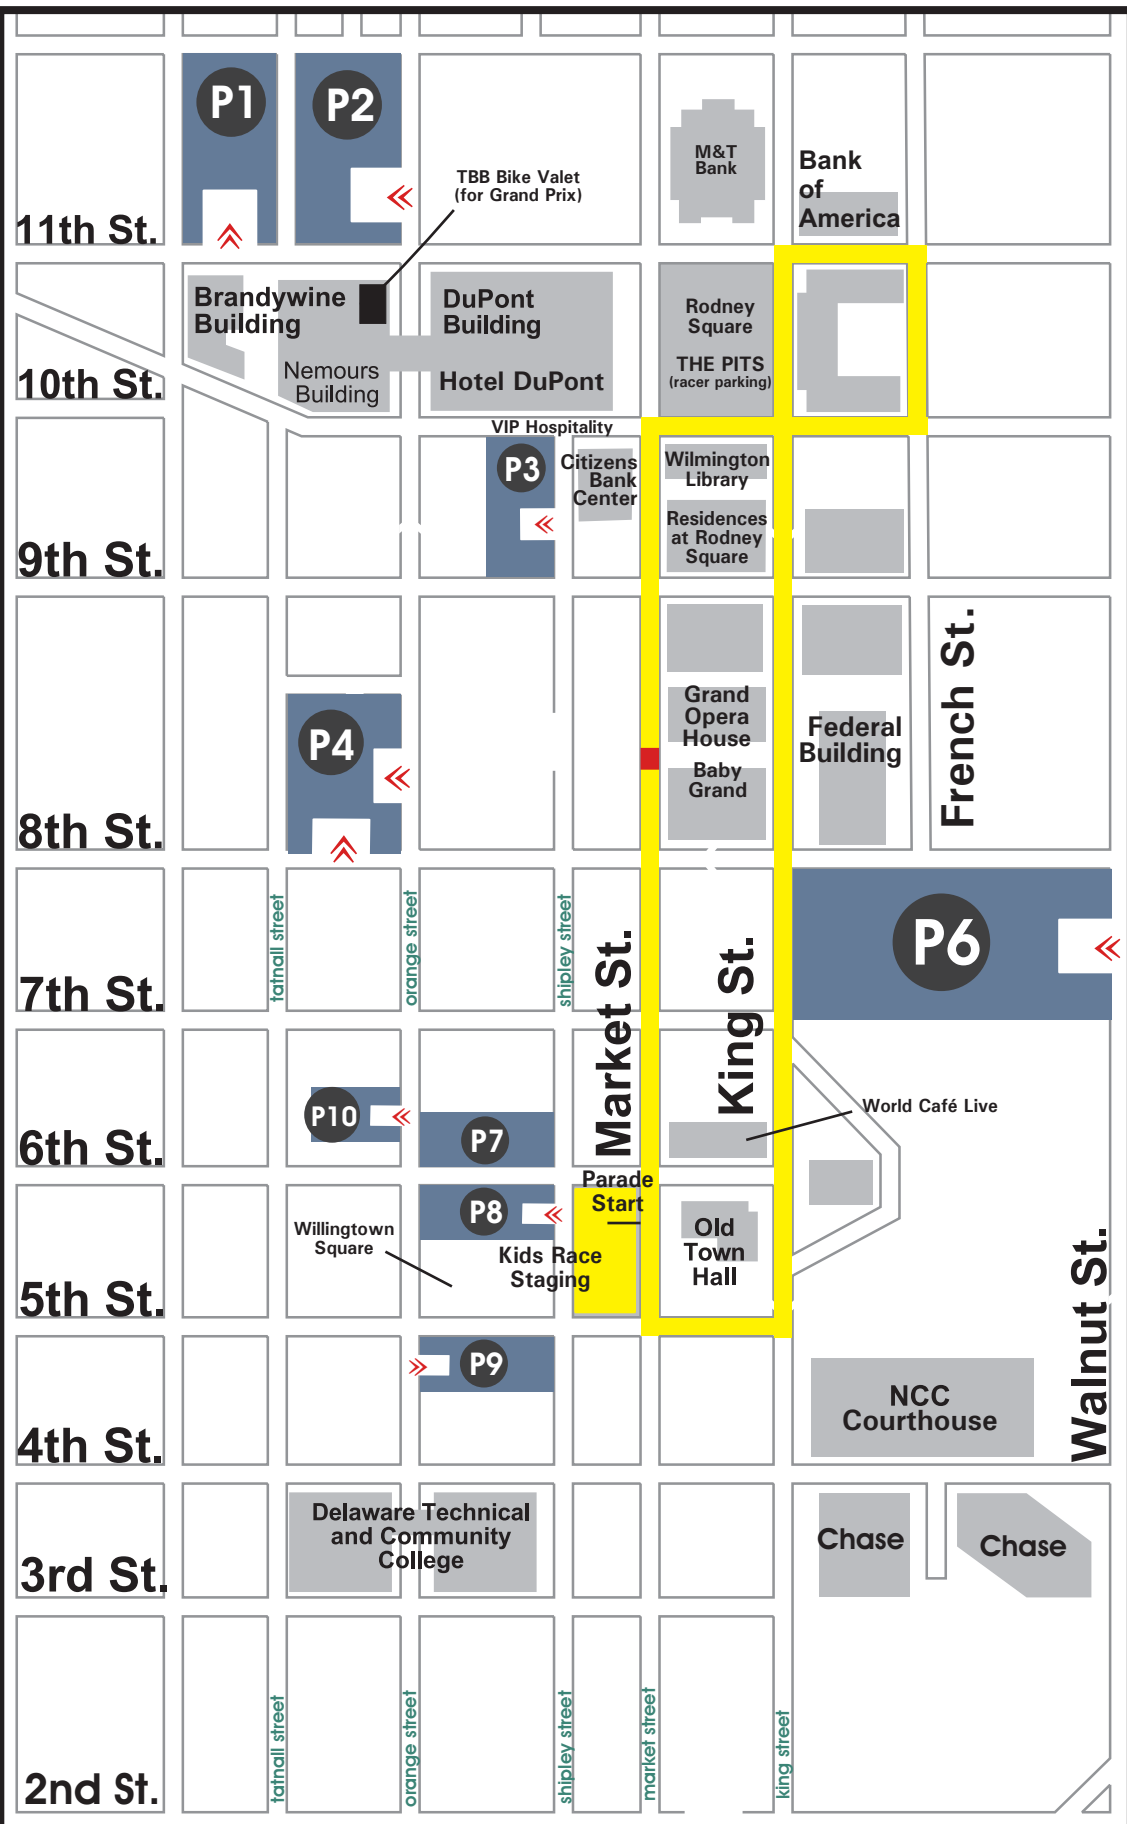 P1
P2
TBB Bike Valet
(for Grand Prix)
M&T
Bank
Bank
of
America
11th St.
Brandywine
Building
DuPont
Building
Rodney
Square
THE PITS
(racer parking)
Nemours
Building
Hotel DuPont
10th St.
VIP Hospitality
P3
Citizens
Bank
Center
Wilmington
Library
Residences
at Rodney
Square
9th St.
French St.
Grand
Opera
House
Federal
Building
P4
Baby
Grand
8th St.
tatnall street
orange street
shipley street
Market St.
King St.
P6
7th St.
P10
P7
World Café Live
6th St.
Parade
Start
P8
Willingtown
Square
Kids Race
Staging
Old
Town
Hall
5th St.
Walnut St.
P9
NCC
Courthouse
4th St.
Delaware Technical
and Community
College
Chase
Chase
3rd St.
tatnall street
orange street
shipley street
market street
king street
2nd St.